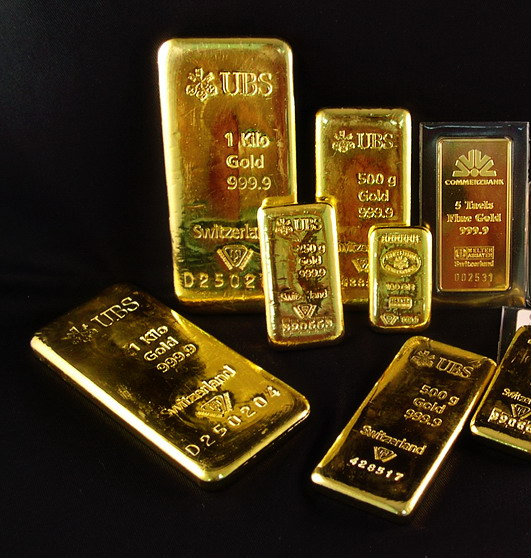 UBS
1 Kilo
Gold
999.9
Switzerland
UBS
500 g
Gold
999.9
COMMERZBANK
5 Taels
Fine Gold
999.9
Switzerland
002531
UBS
250 g
Gold
999.9
Switzerland
100 g
UBS
1 Kilo
Gold
999.9
Switzerland
D250204
UBS
500 g
Gold
999.9
Switzerland
428517